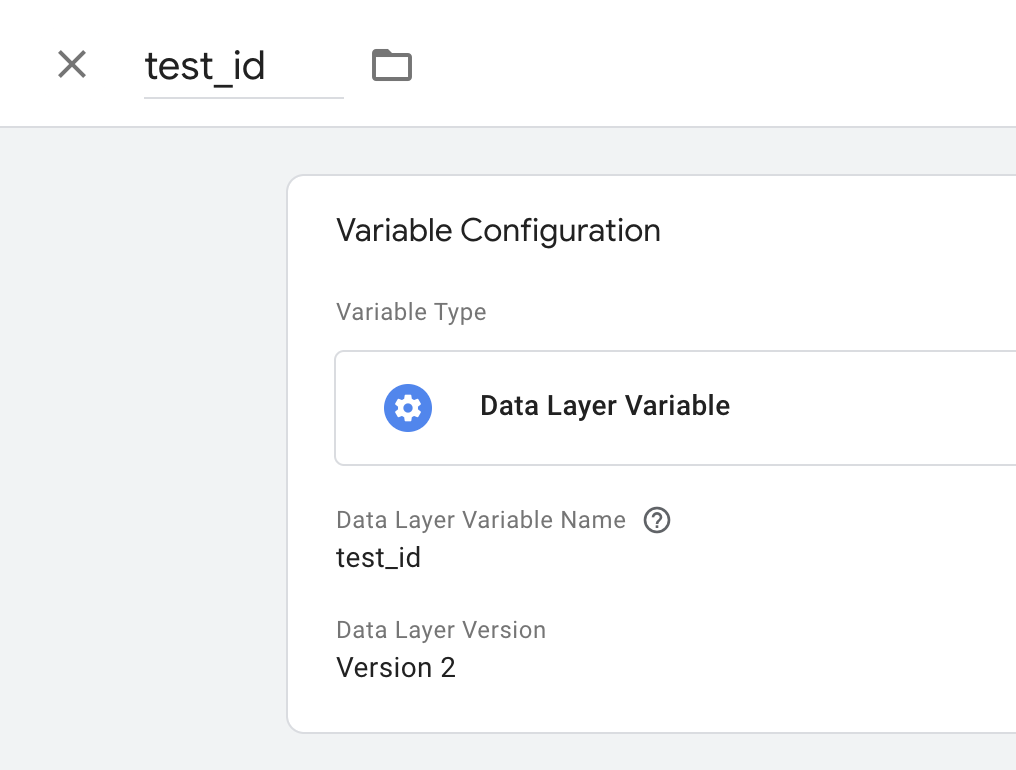 test_id
Variable Configuration
Variable Type
Data Layer Variable
Data Layer Variable Name
test_id
Data Layer Version
Version 2